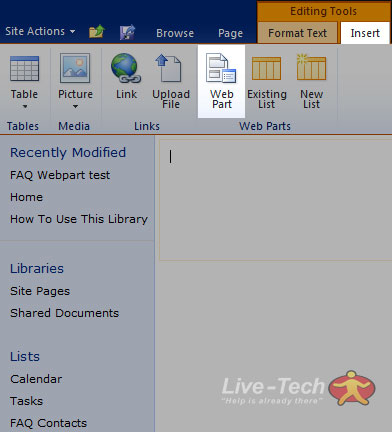 Editing Tools
Site Actions Browse Page Format Text Insert
Table Picture Link Upload File Web Part Existing List New List
Tables Media Links Web Parts
Recently Modified
FAQ Webpart test
Home
How To Use This Library
Libraries
Site Pages
Shared Documents
Lists
Calendar
Tasks
FAQ Contacts
Live-Tech
"Help is already there"